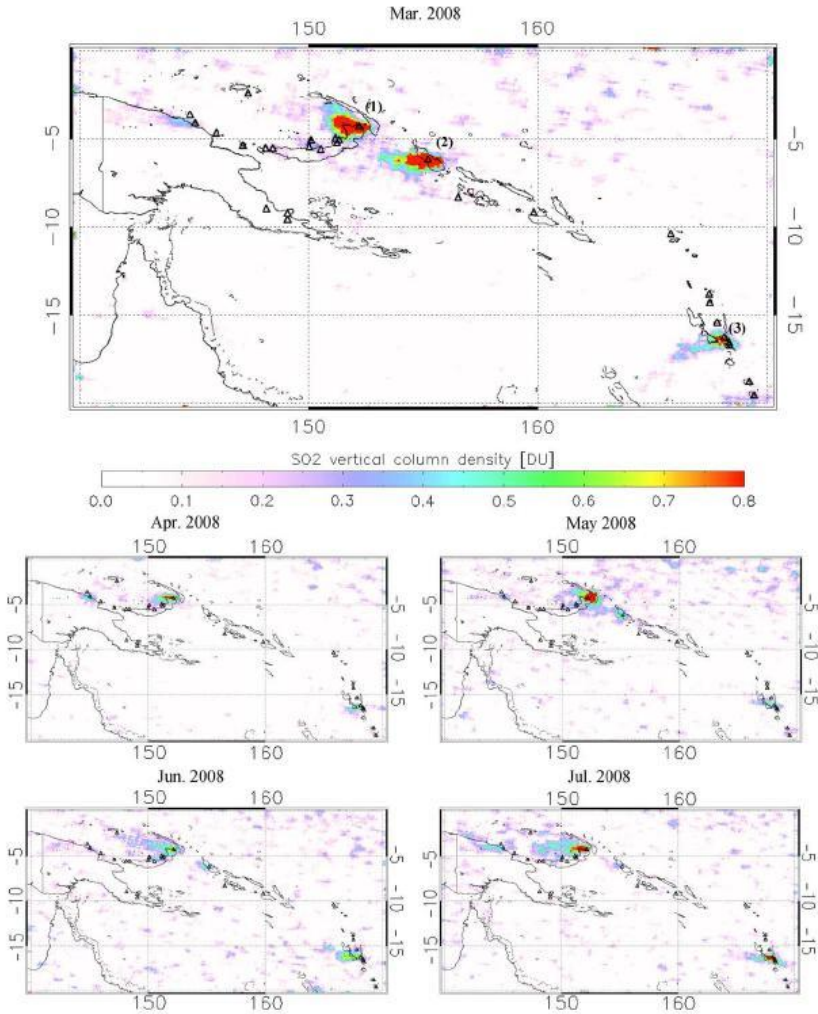 Mar. 2008
150 160
(1)
(2)
(3)
−5 −5
−10 −10
−15 −15
150 160
SO2 vertical column density [DU]
0.0 0.1 0.2 0.3 0.4 0.5 0.6 0.7 0.8
Apr. 2008 May 2008
150 160 150 160
−5 −5 −5 −5
−10 −10 −10 −10
−15 −15 −15 −15
150 160 150 160
Jun. 2008 Jul. 2008
150 160 150 160
−5 −5 −5 −5
−10 −10 −10 −10
−15 −15 −15 −15
150 160 150 160